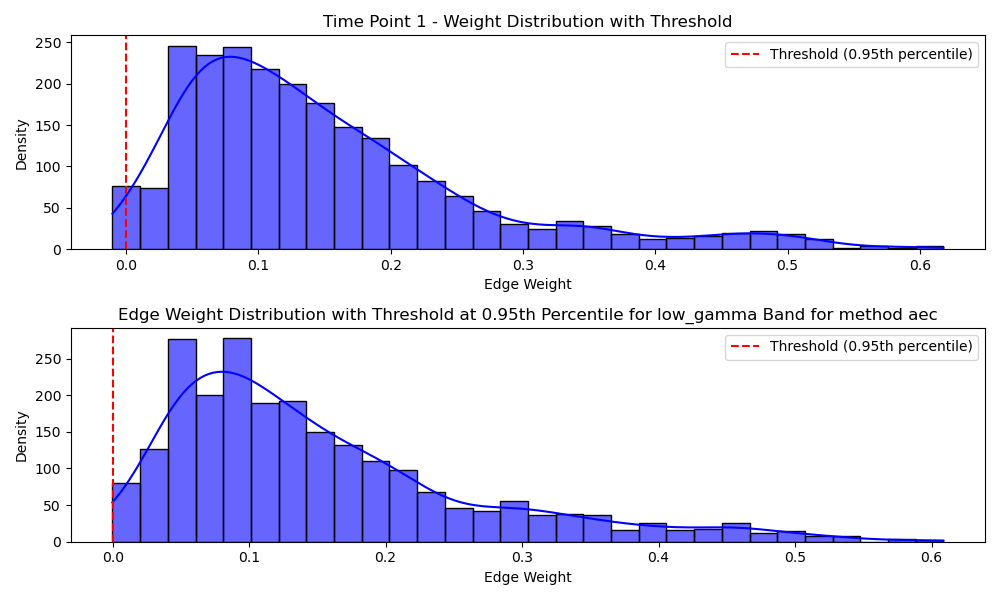 Time Point 1 - Weight Distribution with Threshold
250
200
150
100
50
0
Density
Threshold (0.95th percentile)
0.0 0.1 0.2 0.3 0.4 0.5 0.6
Edge Weight
Edge Weight Distribution with Threshold at 0.95th Percentile for low_gamma Band for method aec
250
200
150
100
50
0
Density
Threshold (0.95th percentile)
0.0 0.1 0.2 0.3 0.4 0.5 0.6
Edge Weight